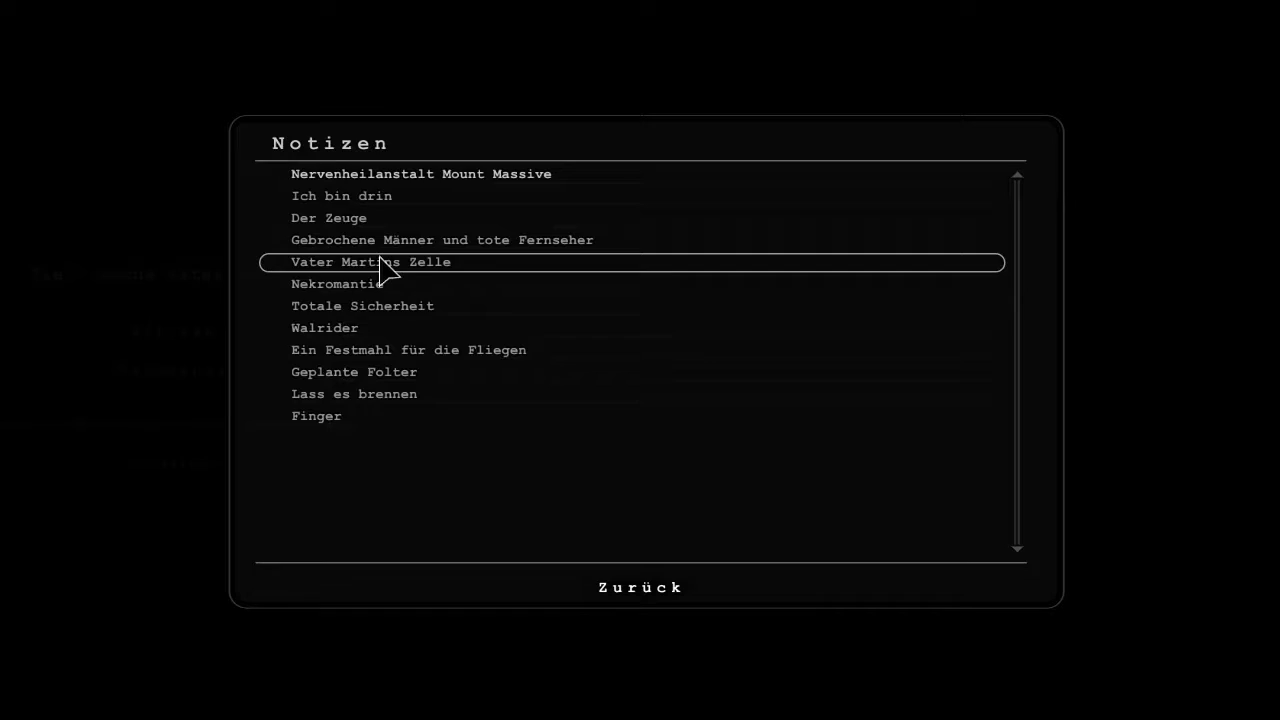 Notizen
Nervenheilanstalt Mount Massive
Ich bin drin
Der Zeuge
Gebrochene Männer und tote Fernseher
Vater Martins Zelle
Nekromantie
Totale Sicherheit
Walrider
Ein Festmahl für die Fliegen
Geplante Folter
Lass es brennen
Finger
Zurück